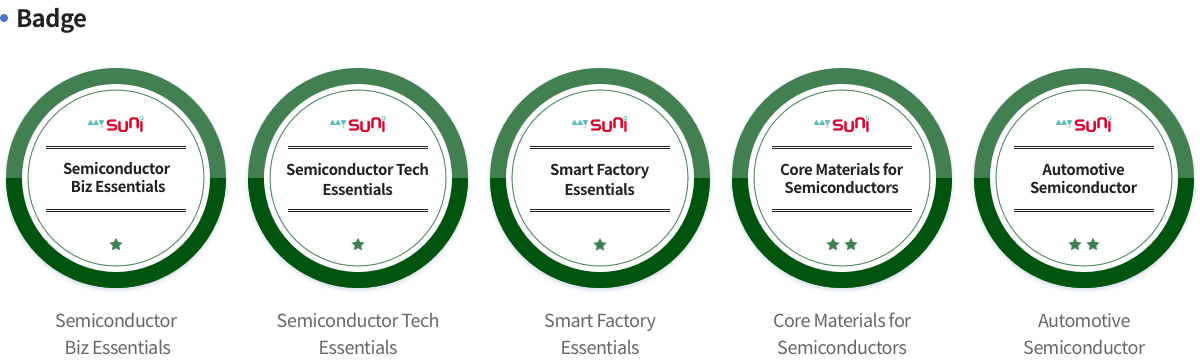 Badge
suni
Semiconductor
Biz Essentials
suni
Semiconductor Tech
Essentials
suni
Smart Factory
Essentials
suni
Core Materials for
Semiconductors
suni
Automotive
Semiconductor
Semiconductor
Biz Essentials
Semiconductor Tech
Essentials
Smart Factory
Essentials
Core Materials for
Semiconductors
Automotive
Semiconductor